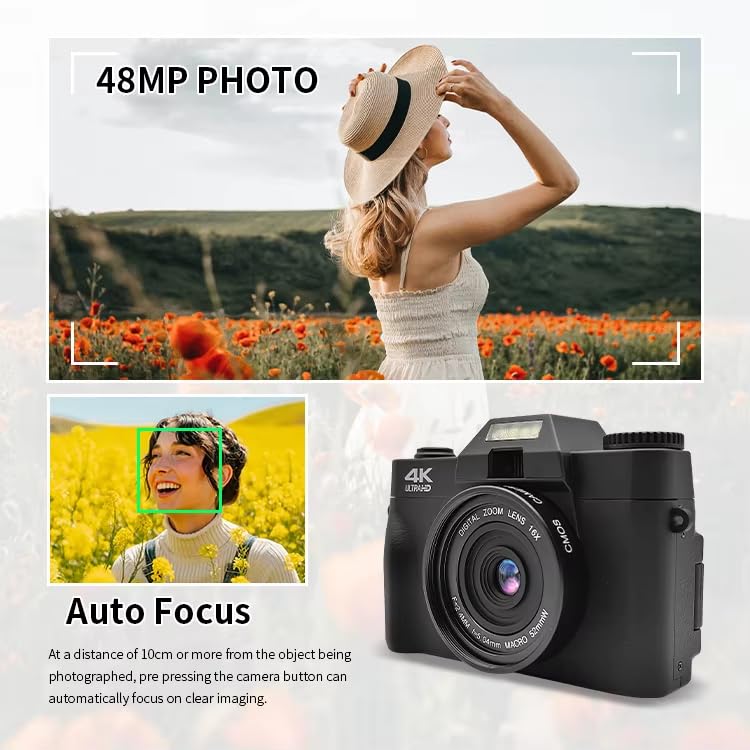 48MP PHOTO
4K
ULTRA HD
DIGITAL ZOOM LENS 16X
CMOS
MACRO 52mmW
Auto Focus
At a distance of 10cm or more from the object being
photographed, pre pressing the camera button can
automatically focus on clear imaging.